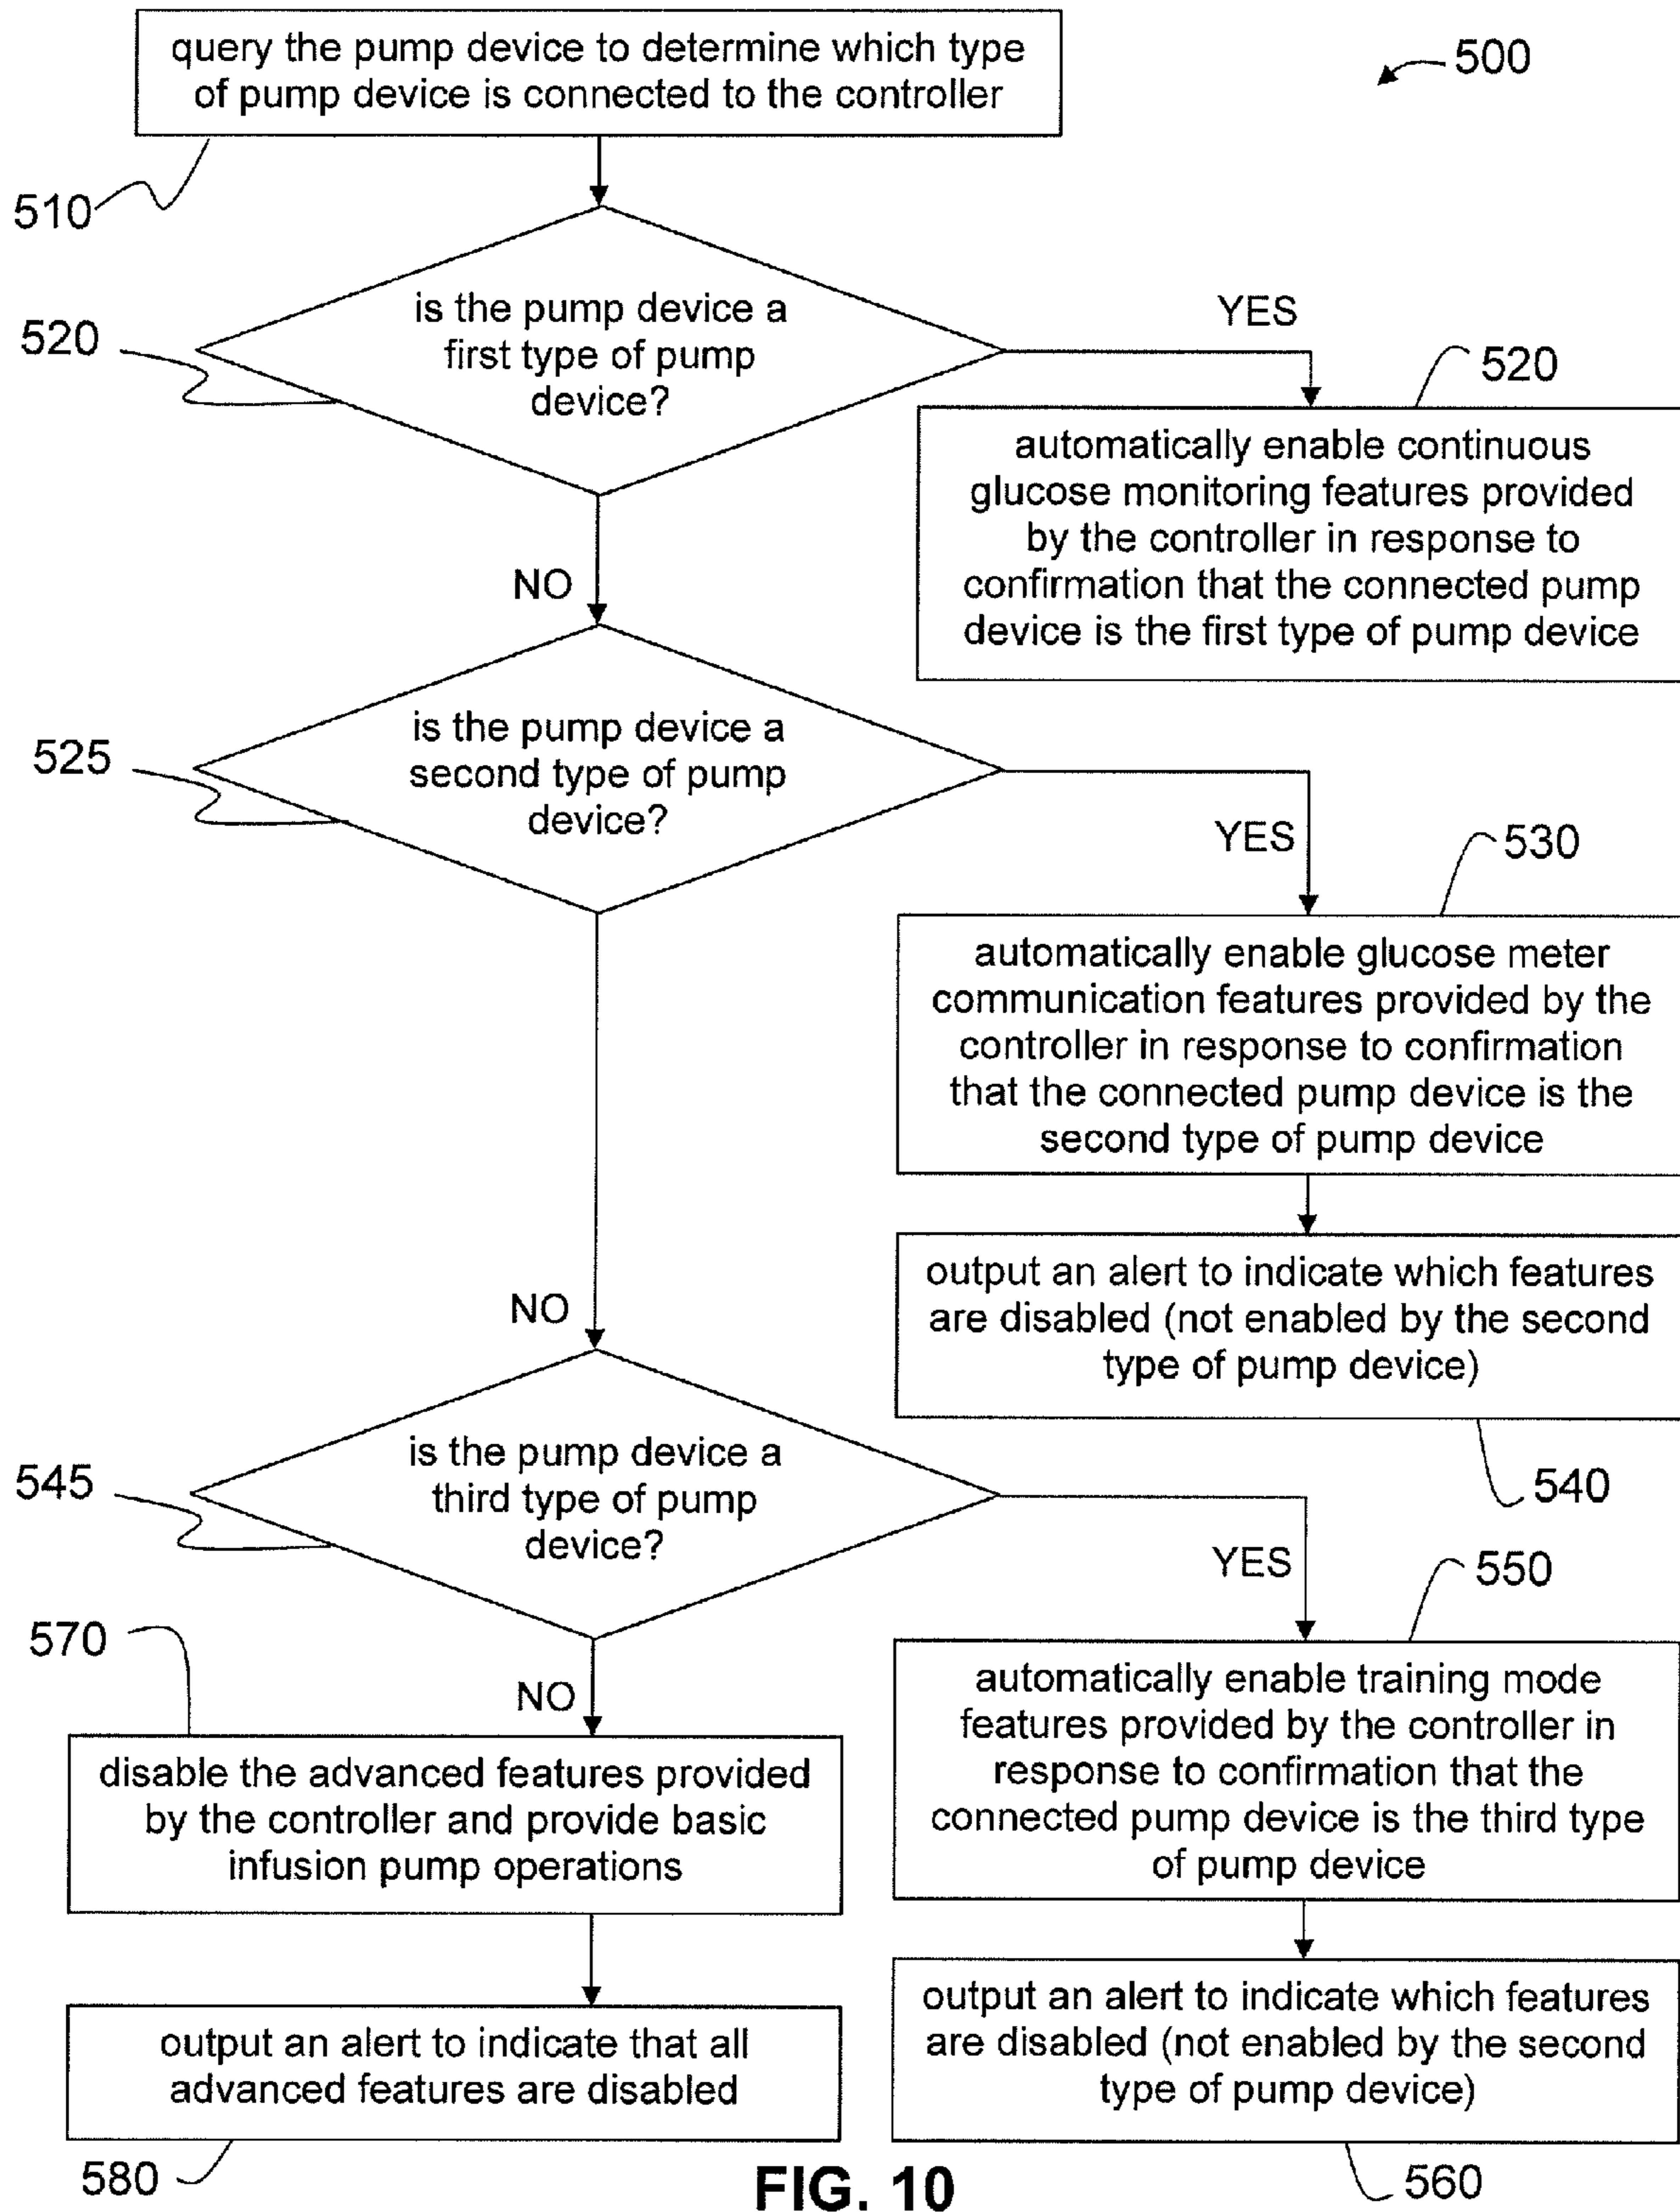 query the pump device to determine which type
of pump device is connected to the controller
500
510
is the pump device a
first type of pump
device?
520
YES
520
automatically enable continuous
glucose monitoring features provided
by the controller in response to
confirmation that the connected pump
device is the first type of pump device
NO
is the pump device a
second type of pump
device?
525
YES
530
automatically enable glucose meter
communication features provided by the
controller in response to confirmation
that the connected pump device is the
second type of pump device
output an alert to indicate which features
are disabled (not enabled by the second
type of pump device)
540
NO
is the pump device a
third type of pump
device?
545
YES
550
automatically enable training mode
features provided by the controller in
response to confirmation that the
connected pump device is the third type
of pump device
output an alert to indicate which features
are disabled (not enabled by the second
type of pump device)
560
NO
570
disable the advanced features provided
by the controller and provide basic
infusion pump operations
output an alert to indicate that all
advanced features are disabled
580
FIG. 10